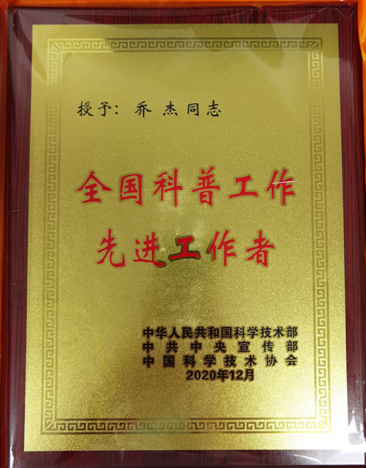 授予：乔杰同志
全国科普工作
先进工作者
中华人民共和国科学技术部
中共中央宣传部
中国科学技术协会
2020年12月